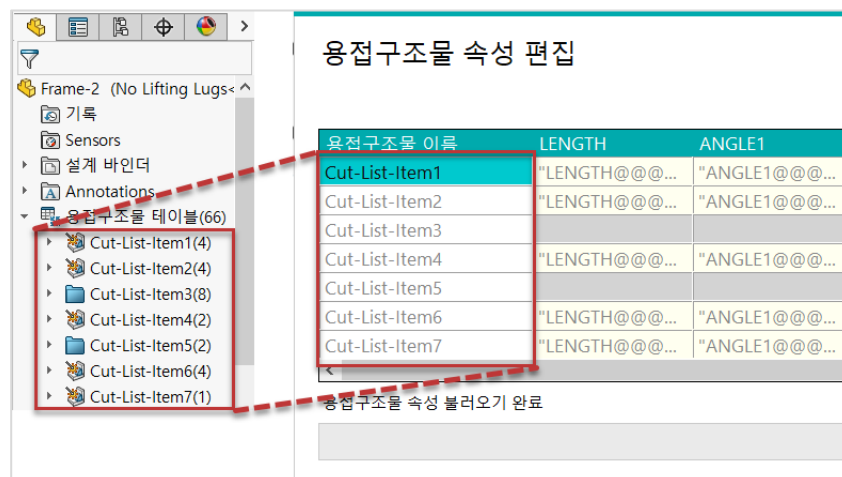 Frame-2 (No Lifting Lugs<
기록
Sensors
설계 바인더
Annotations
용접구조물 테이블(66)
Cut-List-Item1(4)
Cut-List-Item2(4)
Cut-List-Item3(8)
Cut-List-Item4(2)
Cut-List-Item5(2)
Cut-List-Item6(4)
Cut-List-Item7(1)
용접구조물 속성 편집
용접구조물 이름 LENGTH ANGLE1
Cut-List-Item1 "LENGTH@@@... "ANGLE1@@@...
Cut-List-Item2 "LENGTH@@@... "ANGLE1@@@...
Cut-List-Item3
Cut-List-Item4 "LENGTH@@@... "ANGLE1@@@...
Cut-List-Item5
Cut-List-Item6 "LENGTH@@@... "ANGLE1@@@...
Cut-List-Item7 "LENGTH@@@... "ANGLE1@@@...
용접구조물 속성 불러오기 완료